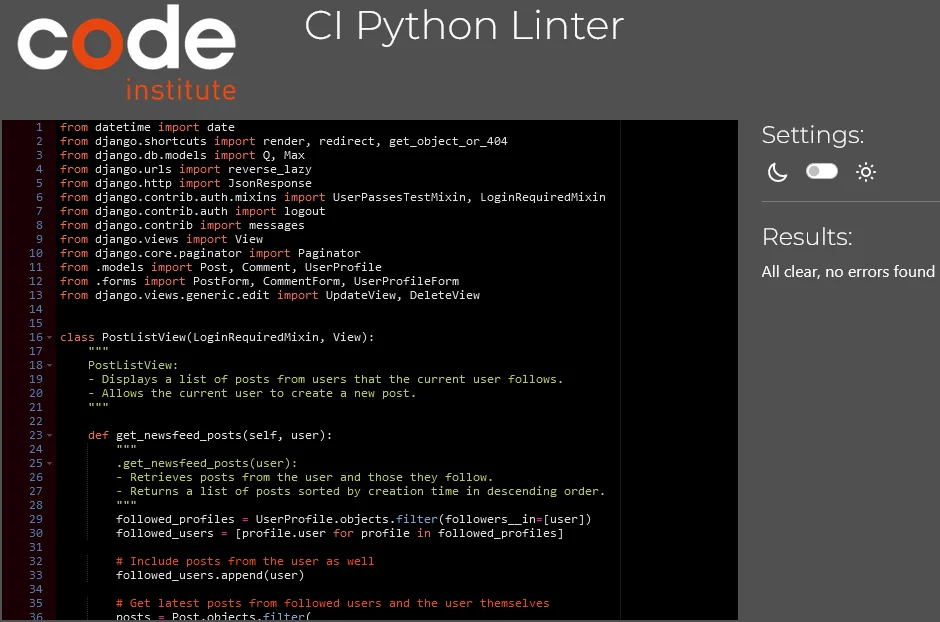 code
institute
CI Python Linter
1 from datetime import date
2 from django.shortcuts import render, redirect, get_object_or_404
3 from django.db.models import Q, Max
4 from django.urls import reverse_lazy
5 from django.http import JsonResponse
6 from django.contrib.auth.mixins import UserPassesTestMixin, LoginRequiredMixin
7 from django.contrib.auth import logout
8 from django.contrib import messages
9 from django.views import View
10 from django.core.paginator import Paginator
11 from .models import Post, Comment, UserProfile
12 from .forms import PostForm, CommentForm, UserProfileForm
13 from django.views.generic.edit import UpdateView, DeleteView
14
15
16 class PostListView(LoginRequiredMixin, View):
17     """
18     PostListView:
19     - Displays a list of posts from users that the current user follows.
20     - Allows the current user to create a new post.
21     """
22
23     def get_newsfeed_posts(self, user):
24         """
25         .get_newsfeed_posts(user):
26         - Retrieves posts from the user and those they follow.
27         - Returns a list of posts sorted by creation time in descending order.
28         """
29         followed_profiles = UserProfile.objects.filter(followers__in=[user])
30         followed_users = [profile.user for profile in followed_profiles]
31
32         # Include posts from the user as well
33         followed_users.append(user)
34
35         # Get latest posts from followed users and the user themselves
36         posts = Post.objects.filter(
Settings:
Results:
All clear, no errors found